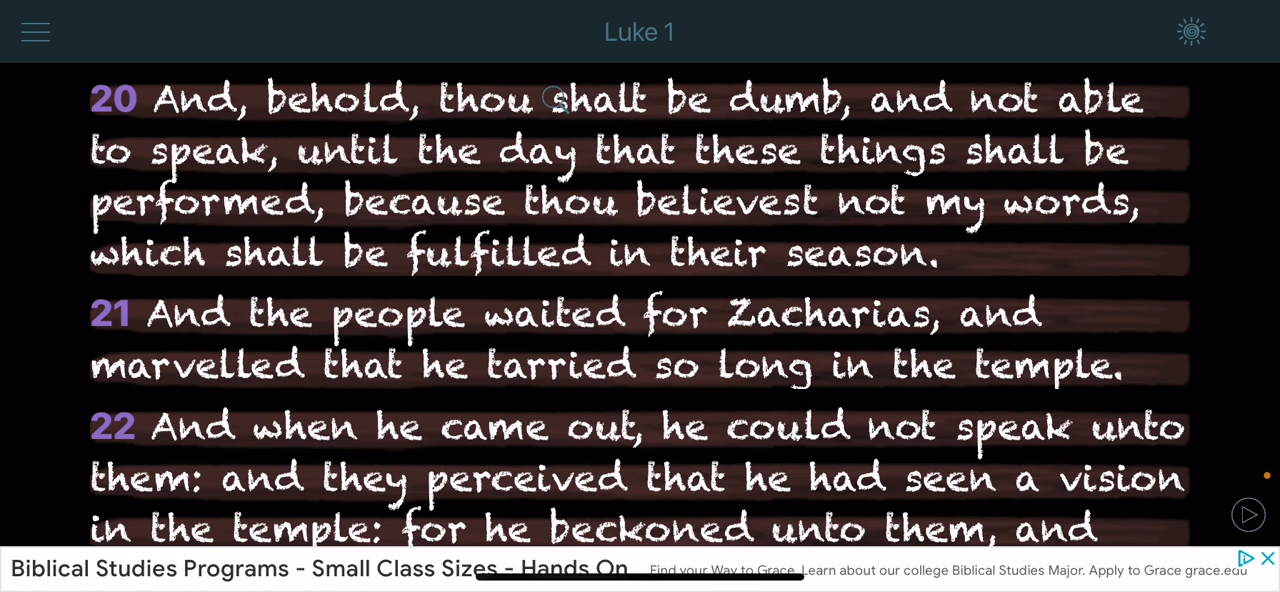 Luke 1
20 And, behold, thou shalt be dumb, and not able
to speak, until the day that these things shall be
performed, because thou believest not my words,
which shall be fulfilled in their season.
21 And the people waited for Zacharias, and
marvelled that he tarried so long in the temple.
22 And when he came out, he could not speak unto
them: and they perceived that he had seen a vision
in the temple: for he beckoned unto them, and
Biblical Studies Programs - Small Class Sizes - Hands On
Find your Way to Grace. Learn about our college Biblical Studies Major. Apply to Grace grace.edu